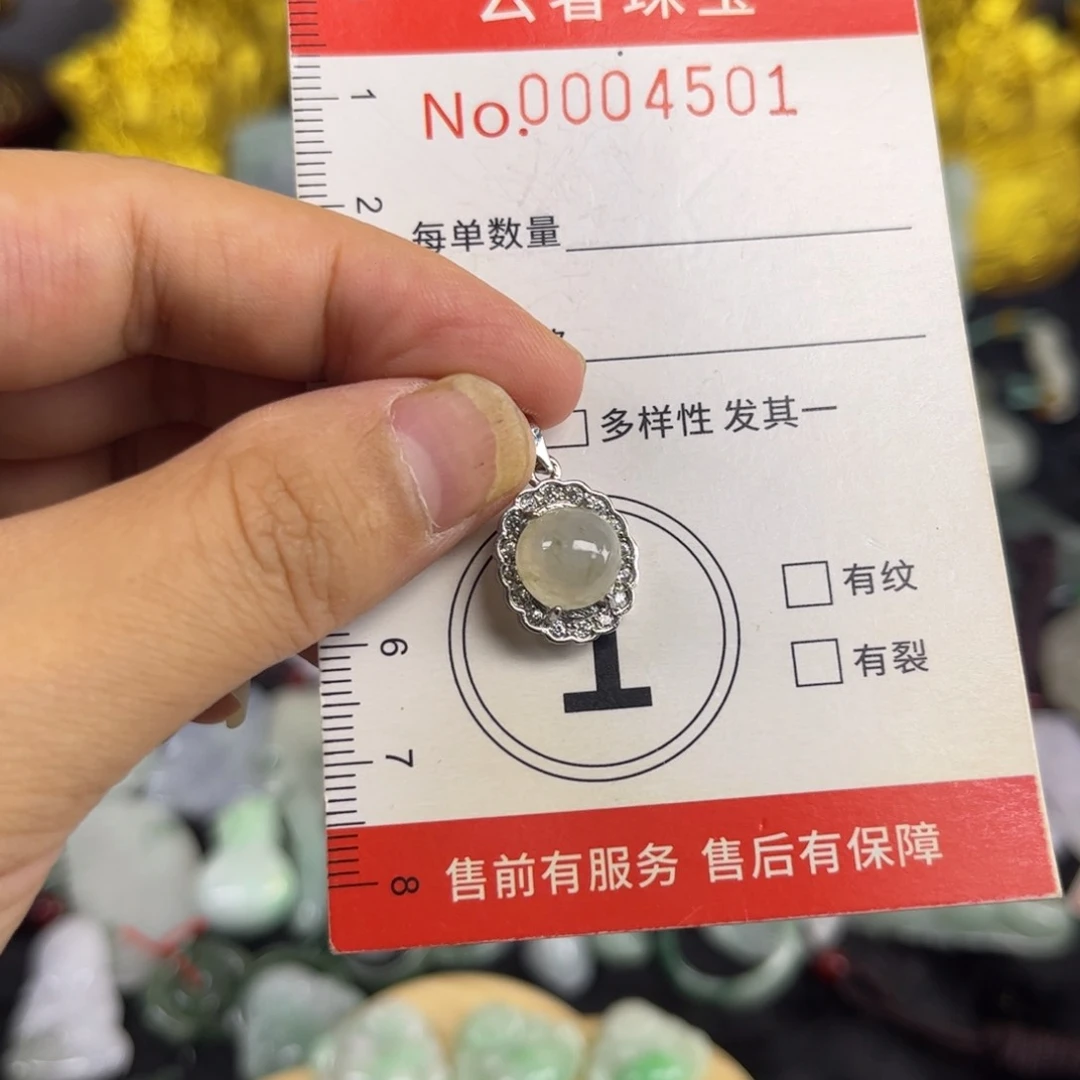 No.0004501
1
2
每单数量
多样性 发其一
有纹
6
有裂
1
7
8
售前有服务 售后有保障